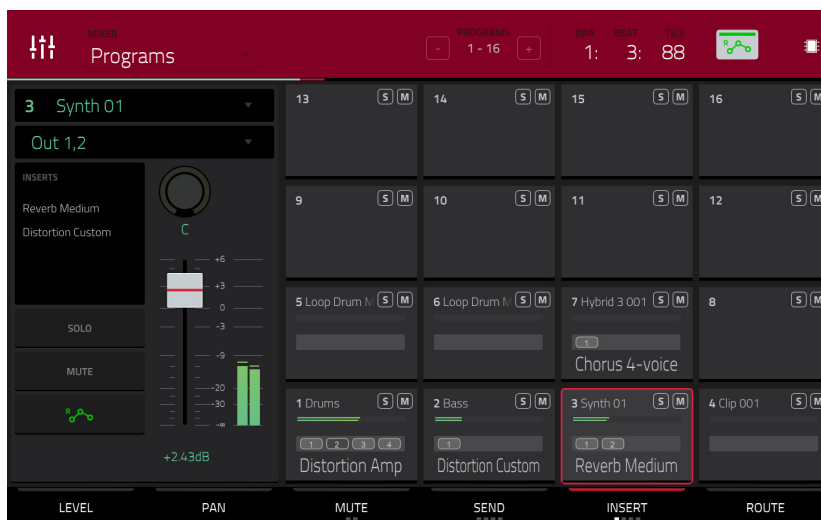 MIXER
Programs
PROGRAMS
- 1 - 16 +
BAR BEAT TICK
1: 3: 88
R
3 Synth 01
Out 1,2
INSERTS
Reverb Medium
Distortion Custom
C
+6
+3
0
-3
-9
-20
-30
-∞
SOLO
MUTE
R
+2.43dB
13 S M
14 S M
15 S M
16 S M
9 S M
10 S M
11 S M
12 S M
5 Loop Drum M S M
6 Loop Drum M S M
7 Hybrid 3 001 S M
1
Chorus 4-voice
8 S M
1 Drums S M
1 2 3 4
Distortion Amp
2 Bass S M
1
Distortion Custom
3 Synth 01 S M
1 2
Reverb Medium
4 Clip 001 S M
LEVEL PAN MUTE SEND INSERT ROUTE